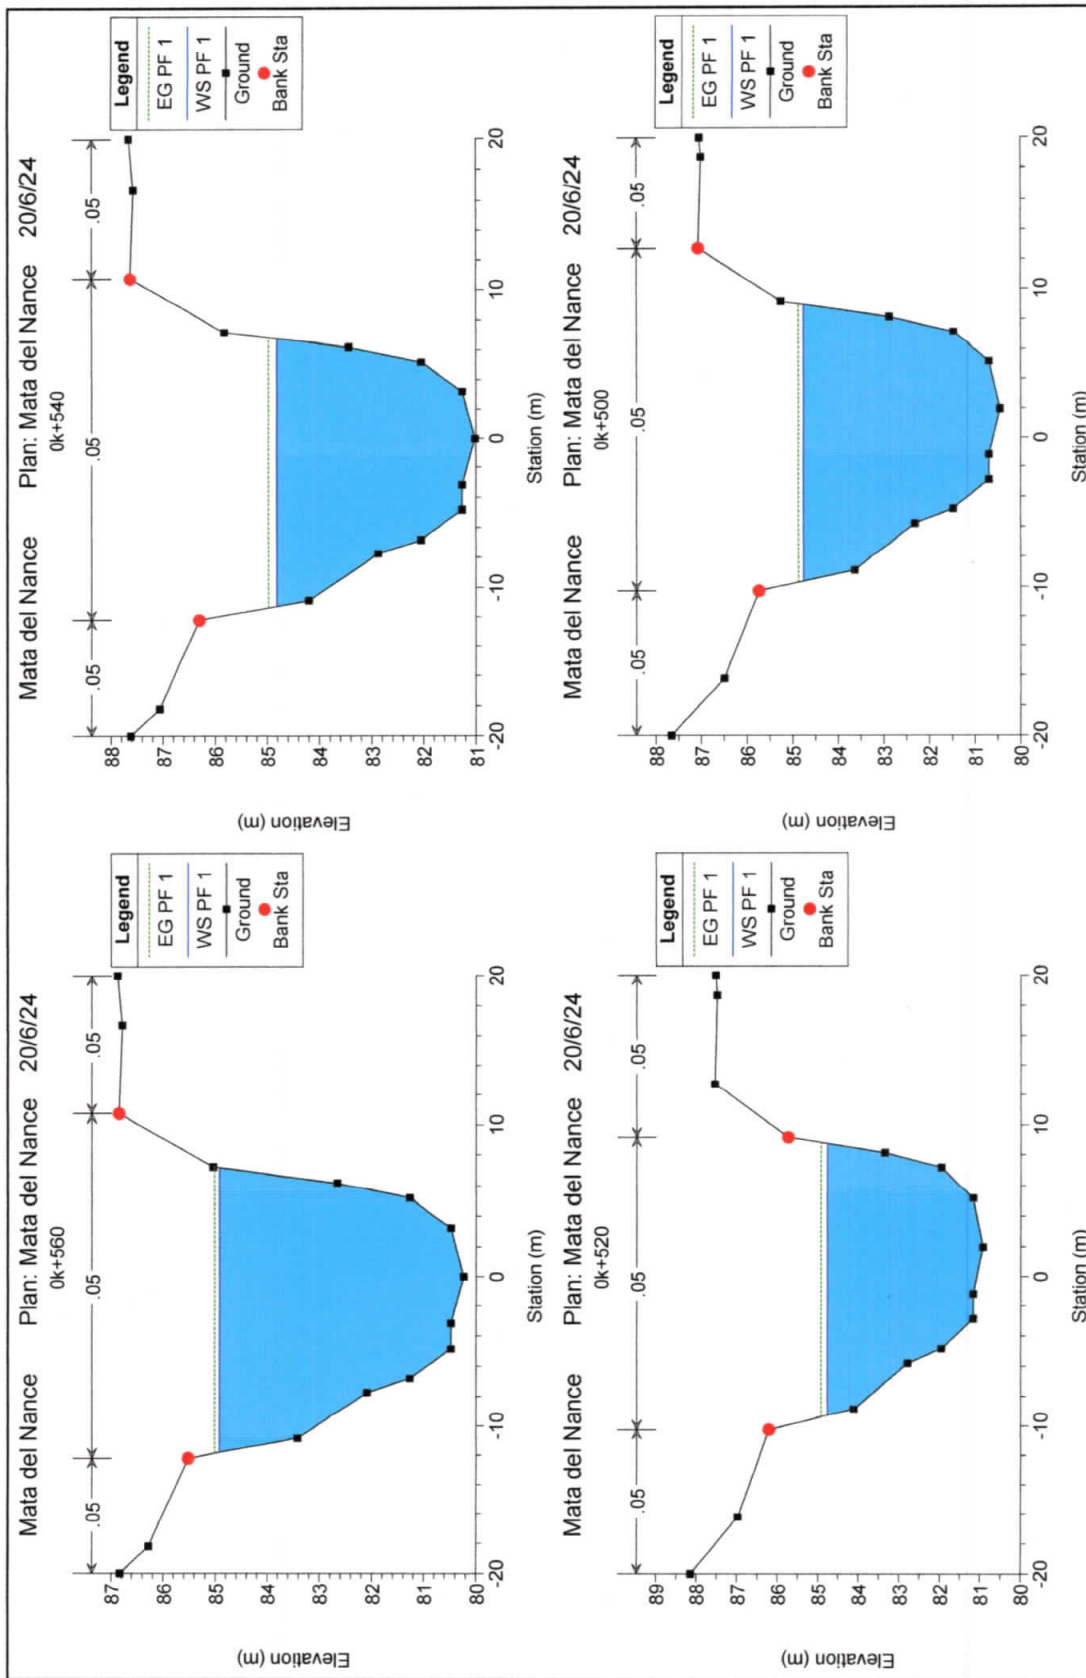 Mata del Nance Plan: Mata del Nance 20/6/24
0k+560
.05 .05 .05
Legend
EG PF 1
WS PF 1
Ground
Bank Sta
87
86
85
84
83
82
81
80
-20 -10 0 10 20
Elevation (m)
Station (m)
Mata del Nance Plan: Mata del Nance 20/6/24
0k+540
.05 .05 .05
Legend
EG PF 1
WS PF 1
Ground
Bank Sta
88
87
86
85
84
83
82
81
-20 -10 0 10 20
Elevation (m)
Station (m)
Mata del Nance Plan: Mata del Nance 20/6/24
0k+520
.05 .05 .05
Legend
EG PF 1
WS PF 1
Ground
Bank Sta
89
88
87
86
85
84
83
82
81
80
-20 -10 0 10 20
Elevation (m)
Station (m)
Mata del Nance Plan: Mata del Nance 20/6/24
0k+500
.05 .05 .05
Legend
EG PF 1
WS PF 1
Ground
Bank Sta
88
87
86
85
84
83
82
81
80
-20 -10 0 10 20
Elevation (m)
Station (m)